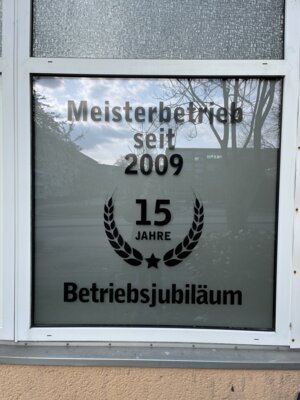 Meisterbetrieb
seit
2009
15
JAHRE
Betriebsjubiläum